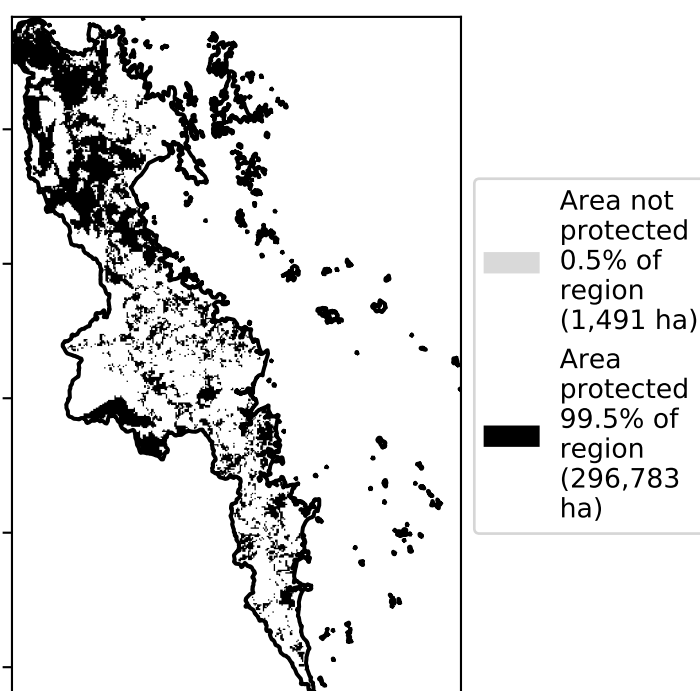 Area not
protected
0.5% of
region
(1,491 ha)
Area
protected
99.5% of
region
(296,783
ha)